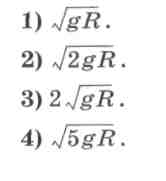 1) √gR.
2) √2gR.
3) 2√gR.
4) √5gR.